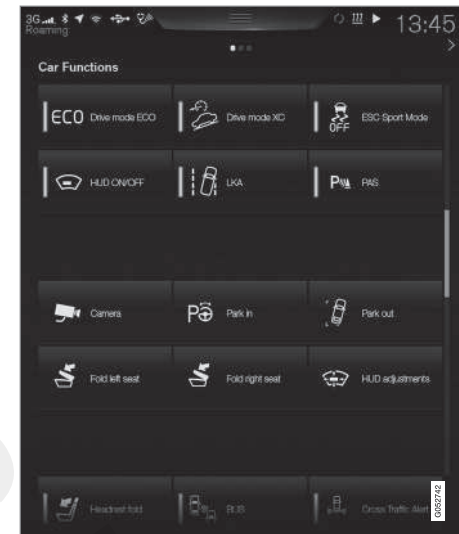 3G 13:45
Roaming
Car Functions
ECO Drive mode ECO
Drive mode XC
OFF ESC Sport Mode
HUD ON/OFF
LKA
P PAS
Camera
P Park in
Park out
Fold left seat
Fold right seat
HUD adjustments
Headrest fold
BLIS
Cross Traffic Alert
G052742